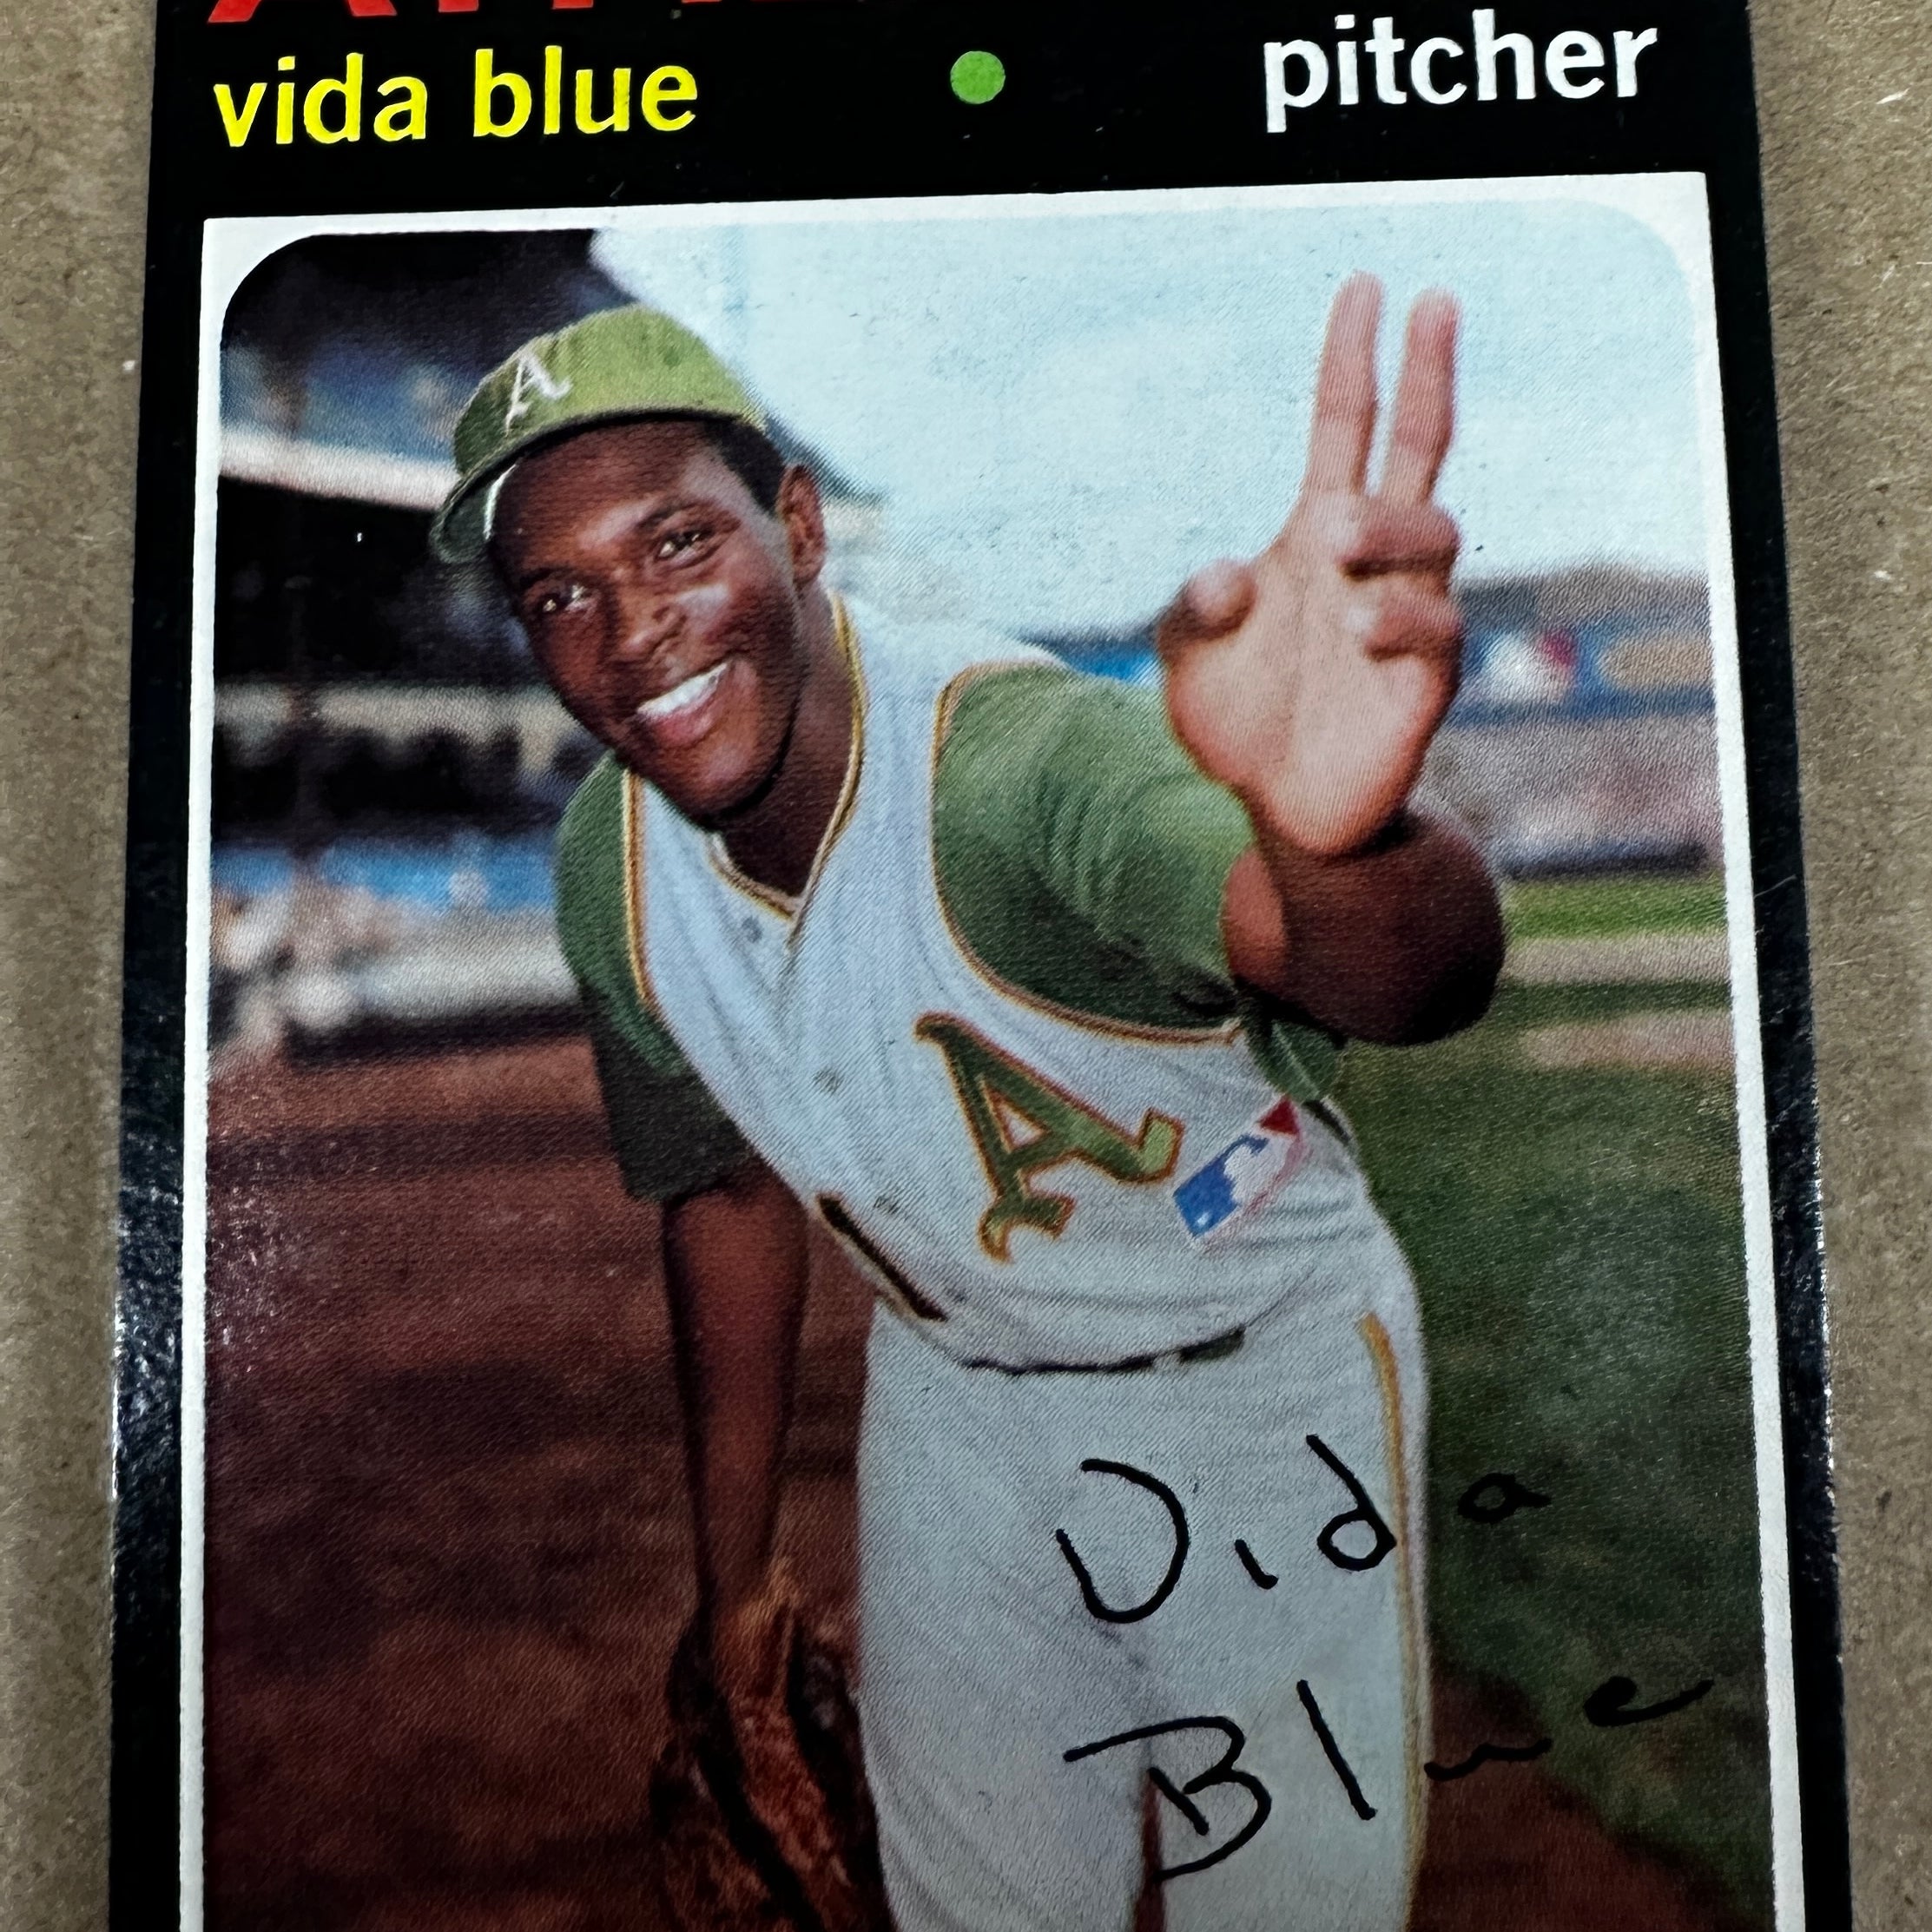 vida blue • pitcher
A
A
Vida
Blue